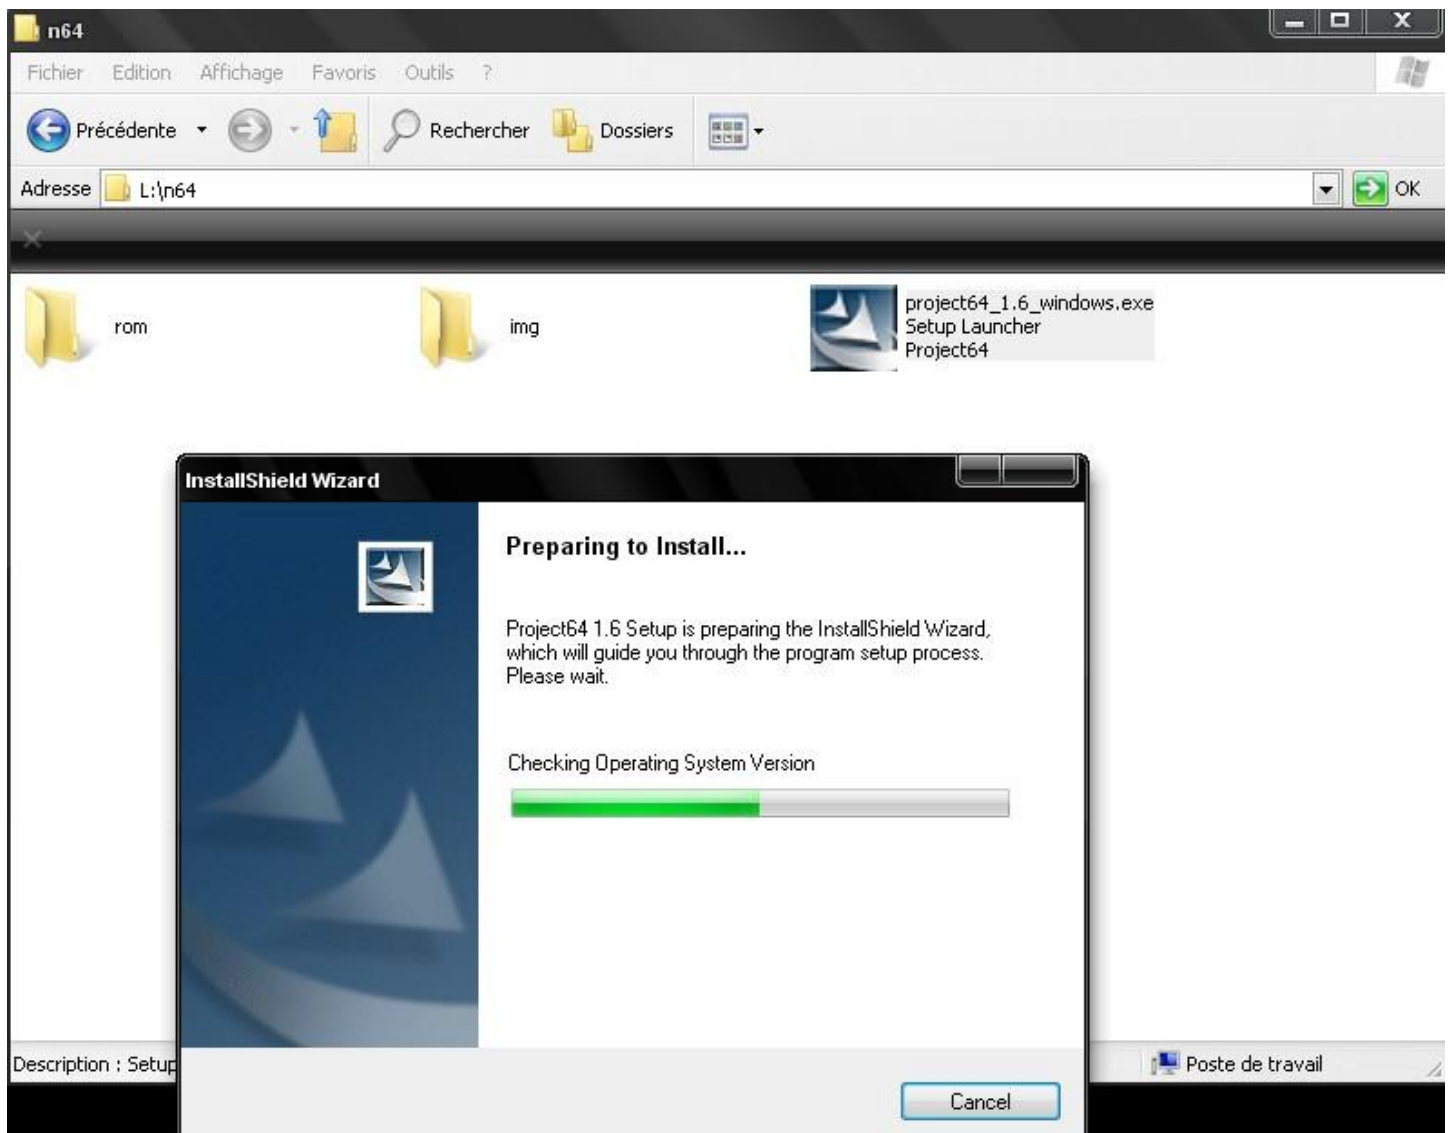 n64
Fichier Edition Affichage Favoris Outils ?
Précédente Rechercher Dossiers
Adresse L:\n64 OK
rom
img
project64_1.6_windows.exe
Setup Launcher
Project64
InstallShield Wizard
Preparing to Install...
Project64 1.6 Setup is preparing the InstallShield Wizard,
which will guide you through the program setup process.
Please wait.
Checking Operating System Version
Description : Setup
Poste de travail
Cancel